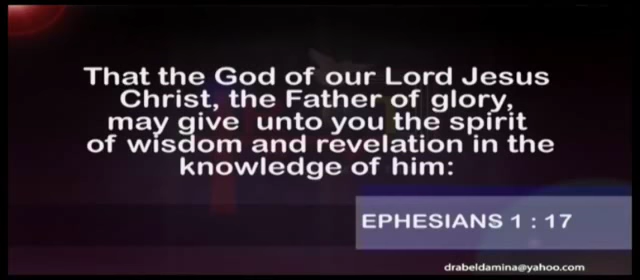 That the God of our Lord Jesus
Christ, the Father of glory,
may give unto you the spirit
of wisdom and revelation in the
knowledge of him:
EPHESIANS 1 : 17
drabeldamina@yahoo.com